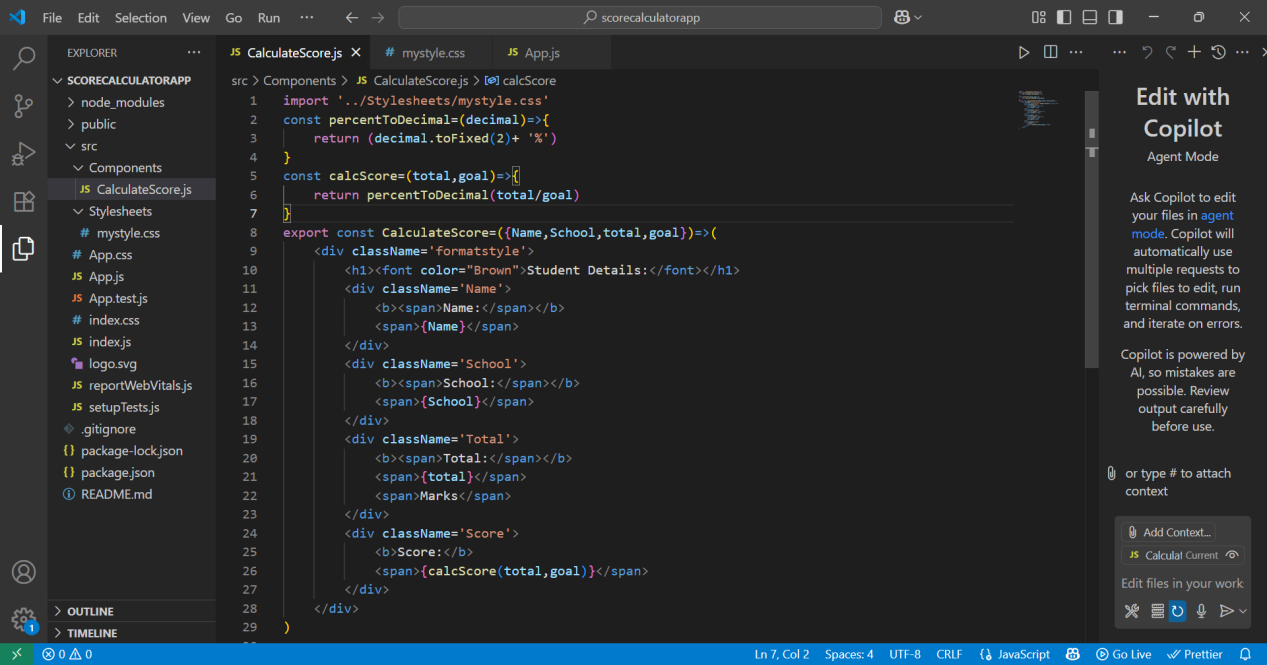 File Edit Selection View Go Run ··· scorecalculatorapp
EXPLORER ···
SCORECALCULATORAPP
node_modules
public
src
Components
JS CalculateScore.js
Stylesheets
# mystyle.css
# App.css
JS App.js
JS App.test.js
# index.css
JS index.js
logo.svg
JS reportWebVitals.js
JS setupTests.js
.gitignore
{} package-lock.json
{} package.json
README.md
OUTLINE
TIMELINE
1
JS CalculateScore.js # mystyle.css JS App.js
src > Components > JS CalculateScore.js > calcScore
1 import '../Stylesheets/mystyle.css'
2 const percentToDecimal=(decimal)=>{
3 return (decimal.toFixed(2)+ '%')
4 }
5 const calcScore=(total,goal)=>{
6 return percentToDecimal(total/goal)
7 }
8 export const CalculateScore=({Name,School,total,goal})=>(
9 <div className='formatstyle'>
10 <h1><font color="Brown">Student Details:</font></h1>
11 <div className='Name'>
12 <b><span>Name:</span></b>
13 <span>{Name}</span>
14 </div>
15 <div className='School'>
16 <b><span>School:</span></b>
17 <span>{School}</span>
18 </div>
19 <div className='Total'>
20 <b><span>Total:</span></b>
21 <span>{total}</span>
22 <span>Marks</span>
23 </div>
24 <div className='Score'>
25 <b>Score:</b>
26 <span>{calcScore(total,goal)}</span>
27 </div>
28 </div>
29 )
Edit with
Copilot
Agent Mode
Ask Copilot to edit
your files in agent
mode. Copilot will
automatically use
multiple requests to
pick files to edit, run
terminal commands,
and iterate on errors.
Copilot is powered by
AI, so mistakes are
possible. Review
output carefully
before use.
or type # to attach
context
Add Context...
JS Calculat Current
Edit files in your work
0 0 Ln 7, Col 2 Spaces: 4 UTF-8 CRLF {} JavaScript Go Live Prettier